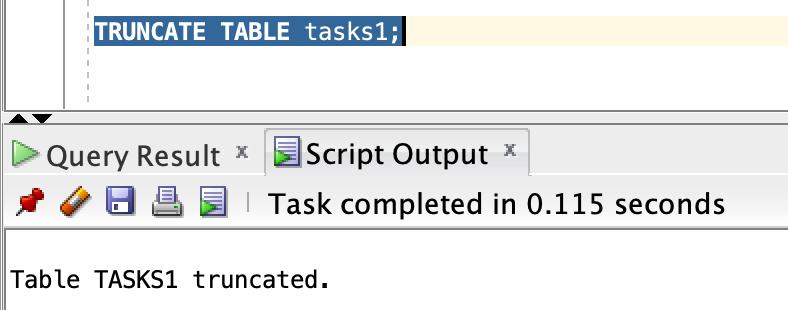 TRUNCATE TABLE tasks1;
Query Result x Script Output x
Task completed in 0.115 seconds
Table TASKS1 truncated.